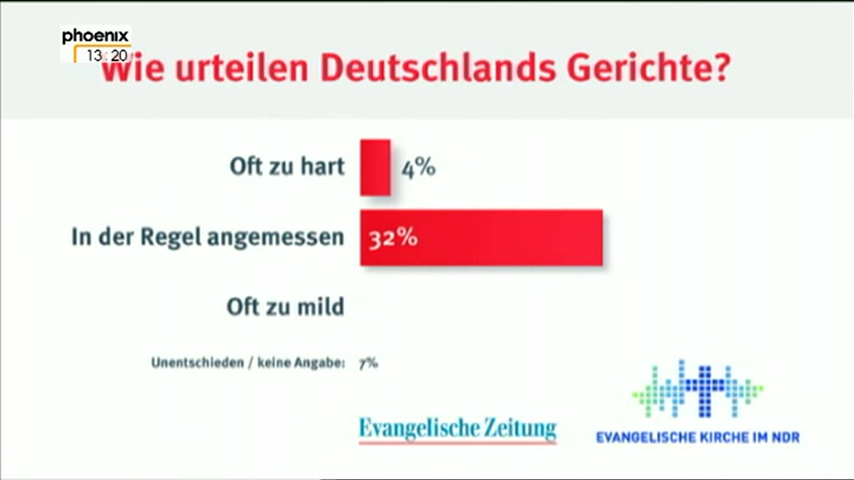 phoenix
13:20
Wie urteilen Deutschlands Gerichte?
Oft zu hart 4%
In der Regel angemessen 32%
Oft zu mild
Unentschieden / keine Angabe: 7%
Evangelische Zeitung
EVANGELISCHE KIRCHE IM NDR